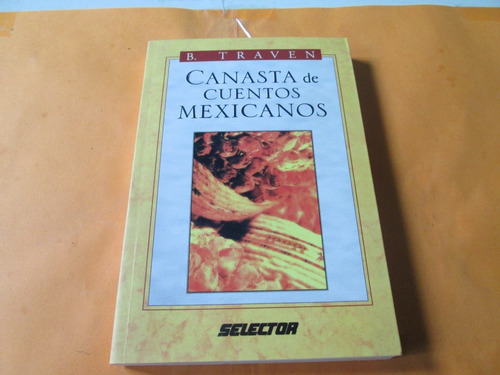 B. TRAVEN
CANASTA de
CUENTOS
MEXICANOS
SELECTOR